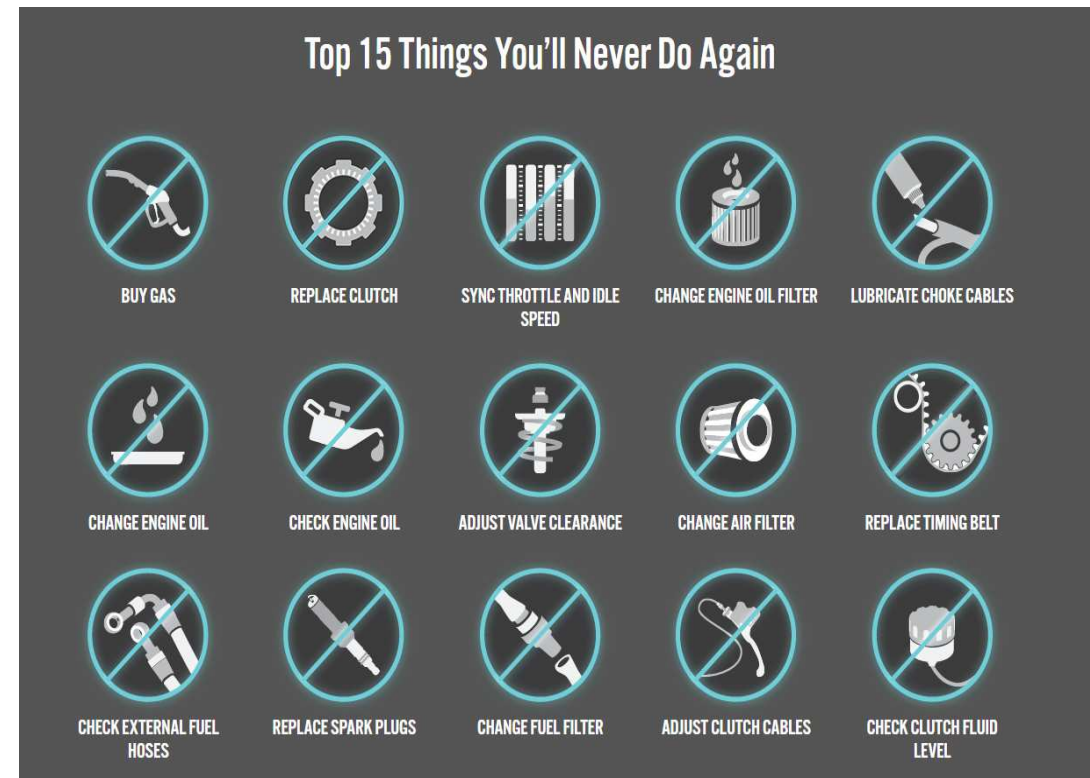 Top 15 Things You'll Never Do Again
BUY GAS
REPLACE CLUTCH
SYNC THROTTLE AND IDLE
SPEED
CHANGE ENGINE OIL FILTER
LUBRICATE CHOKE CABLES
CHANGE ENGINE OIL
CHECK ENGINE OIL
ADJUST VALVE CLEARANCE
CHANGE AIR FILTER
REPLACE TIMING BELT
CHECK EXTERNAL FUEL
HOSES
REPLACE SPARK PLUGS
CHANGE FUEL FILTER
ADJUST CLUTCH CABLES
CHECK CLUTCH FLUID
LEVEL